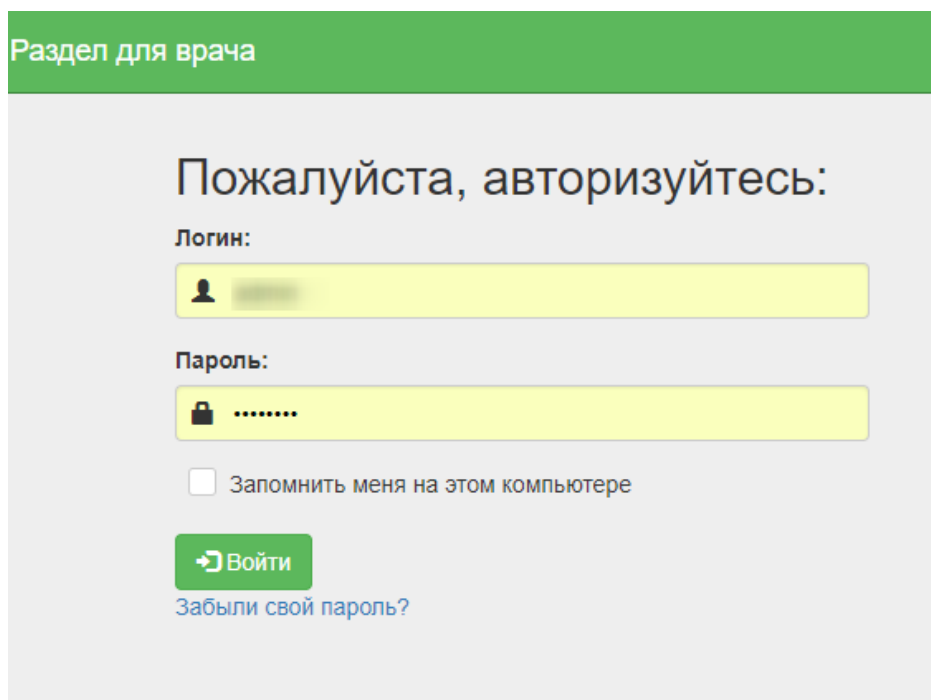 Раздел для врача
Пожалуйста, авторизуйтесь:
Логин:
Пароль:
••••••••
Запомнить меня на этом компьютере
Войти
Забыли свой пароль?